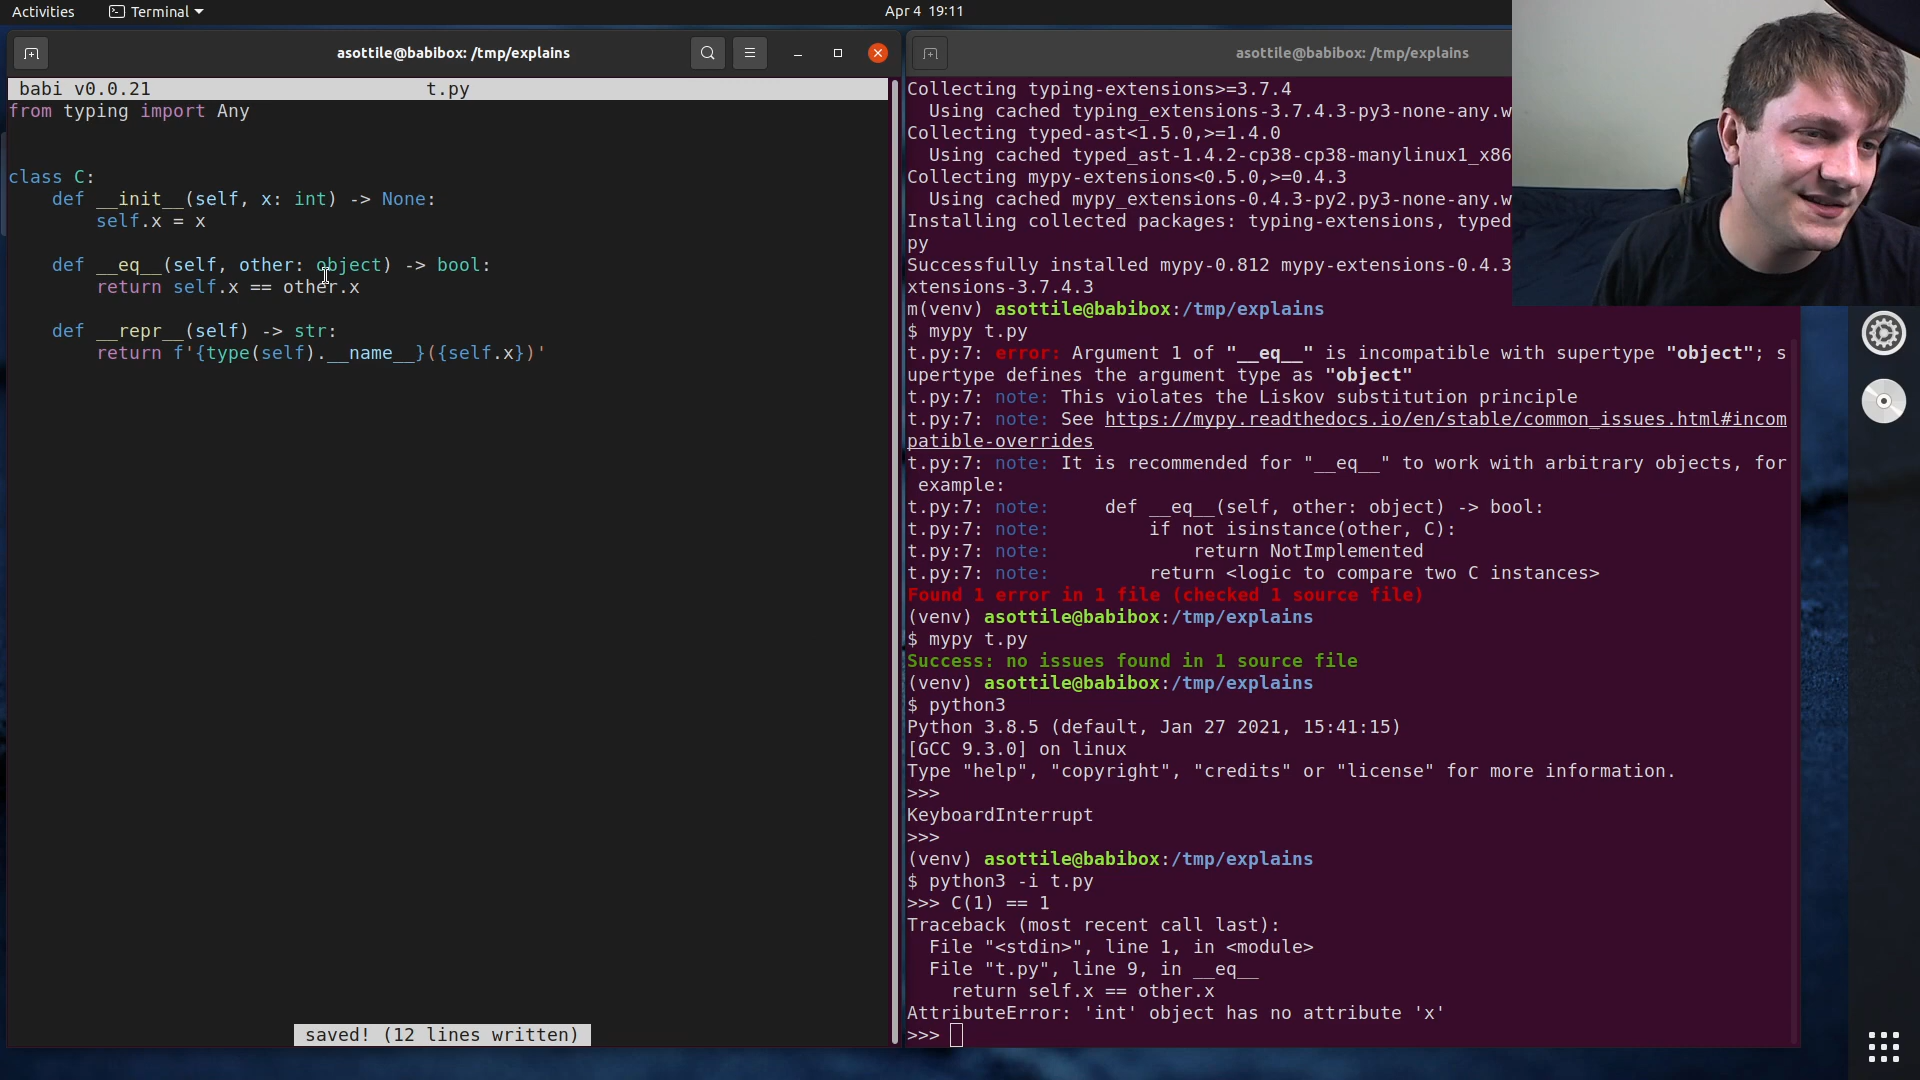 Activities
Terminal
Apr 4 19:11
asottile@babibox: /tmp/explains
babi v0.0.21 t.py
from typing import Any
class C:
    def __init__(self, x: int) -> None:
        self.x = x
    def __eq__(self, other: object) -> bool:
        return self.x == other.x
    def __repr__(self) -> str:
        return f'{type(self).__name__}({self.x})'
saved! (12 lines written)
asottile@babibox: /tmp/explains
Collecting typing-extensions>=3.7.4
  Using cached typing_extensions-3.7.4.3-py3-none-any.w
Collecting typed-ast<1.5.0,>=1.4.0
  Using cached typed_ast-1.4.2-cp38-cp38-manylinux1_x86
Collecting mypy-extensions<0.5.0,>=0.4.3
  Using cached mypy_extensions-0.4.3-py2.py3-none-any.w
Installing collected packages: typing-extensions, typed
py
Successfully installed mypy-0.812 mypy-extensions-0.4.3
xtensions-3.7.4.3
m(venv) asottile@babibox:/tmp/explains
$ mypy t.py
t.py:7: error: Argument 1 of "__eq__" is incompatible with supertype "object"; s
upertype defines the argument type as "object"
t.py:7: note: This violates the Liskov substitution principle
t.py:7: note: See https://mypy.readthedocs.io/en/stable/common_issues.html#incom
patible-overrides
t.py:7: note: It is recommended for "__eq__" to work with arbitrary objects, for
 example:
t.py:7: note:     def __eq__(self, other: object) -> bool:
t.py:7: note:         if not isinstance(other, C):
t.py:7: note:             return NotImplemented
t.py:7: note:         return <logic to compare two C instances>
Found 1 error in 1 file (checked 1 source file)
(venv) asottile@babibox:/tmp/explains
$ mypy t.py
Success: no issues found in 1 source file
(venv) asottile@babibox:/tmp/explains
$ python3
Python 3.8.5 (default, Jan 27 2021, 15:41:15)
[GCC 9.3.0] on linux
Type "help", "copyright", "credits" or "license" for more information.
>>>
KeyboardInterrupt
>>>
(venv) asottile@babibox:/tmp/explains
$ python3 -i t.py
>>> C(1) == 1
Traceback (most recent call last):
  File "<stdin>", line 1, in <module>
  File "t.py", line 9, in __eq__
    return self.x == other.x
AttributeError: 'int' object has no attribute 'x'
>>>